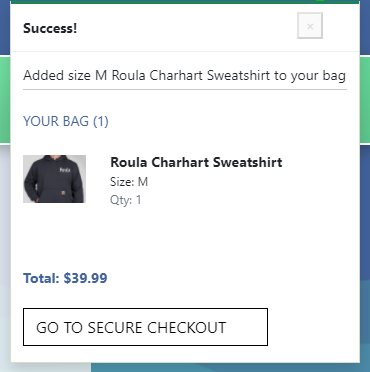 Success!
×
Added size M Roula Charhart Sweatshirt to your bag
YOUR BAG (1)
Roula Charhart Sweatshirt
Size: M
Qty: 1
Total: $39.99
GO TO SECURE CHECKOUT